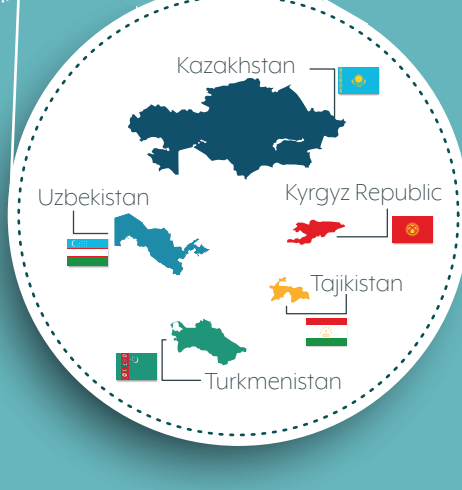 Kazakhstan
Uzbekistan
Kyrgyz Republic
Tajikistan
Turkmenistan